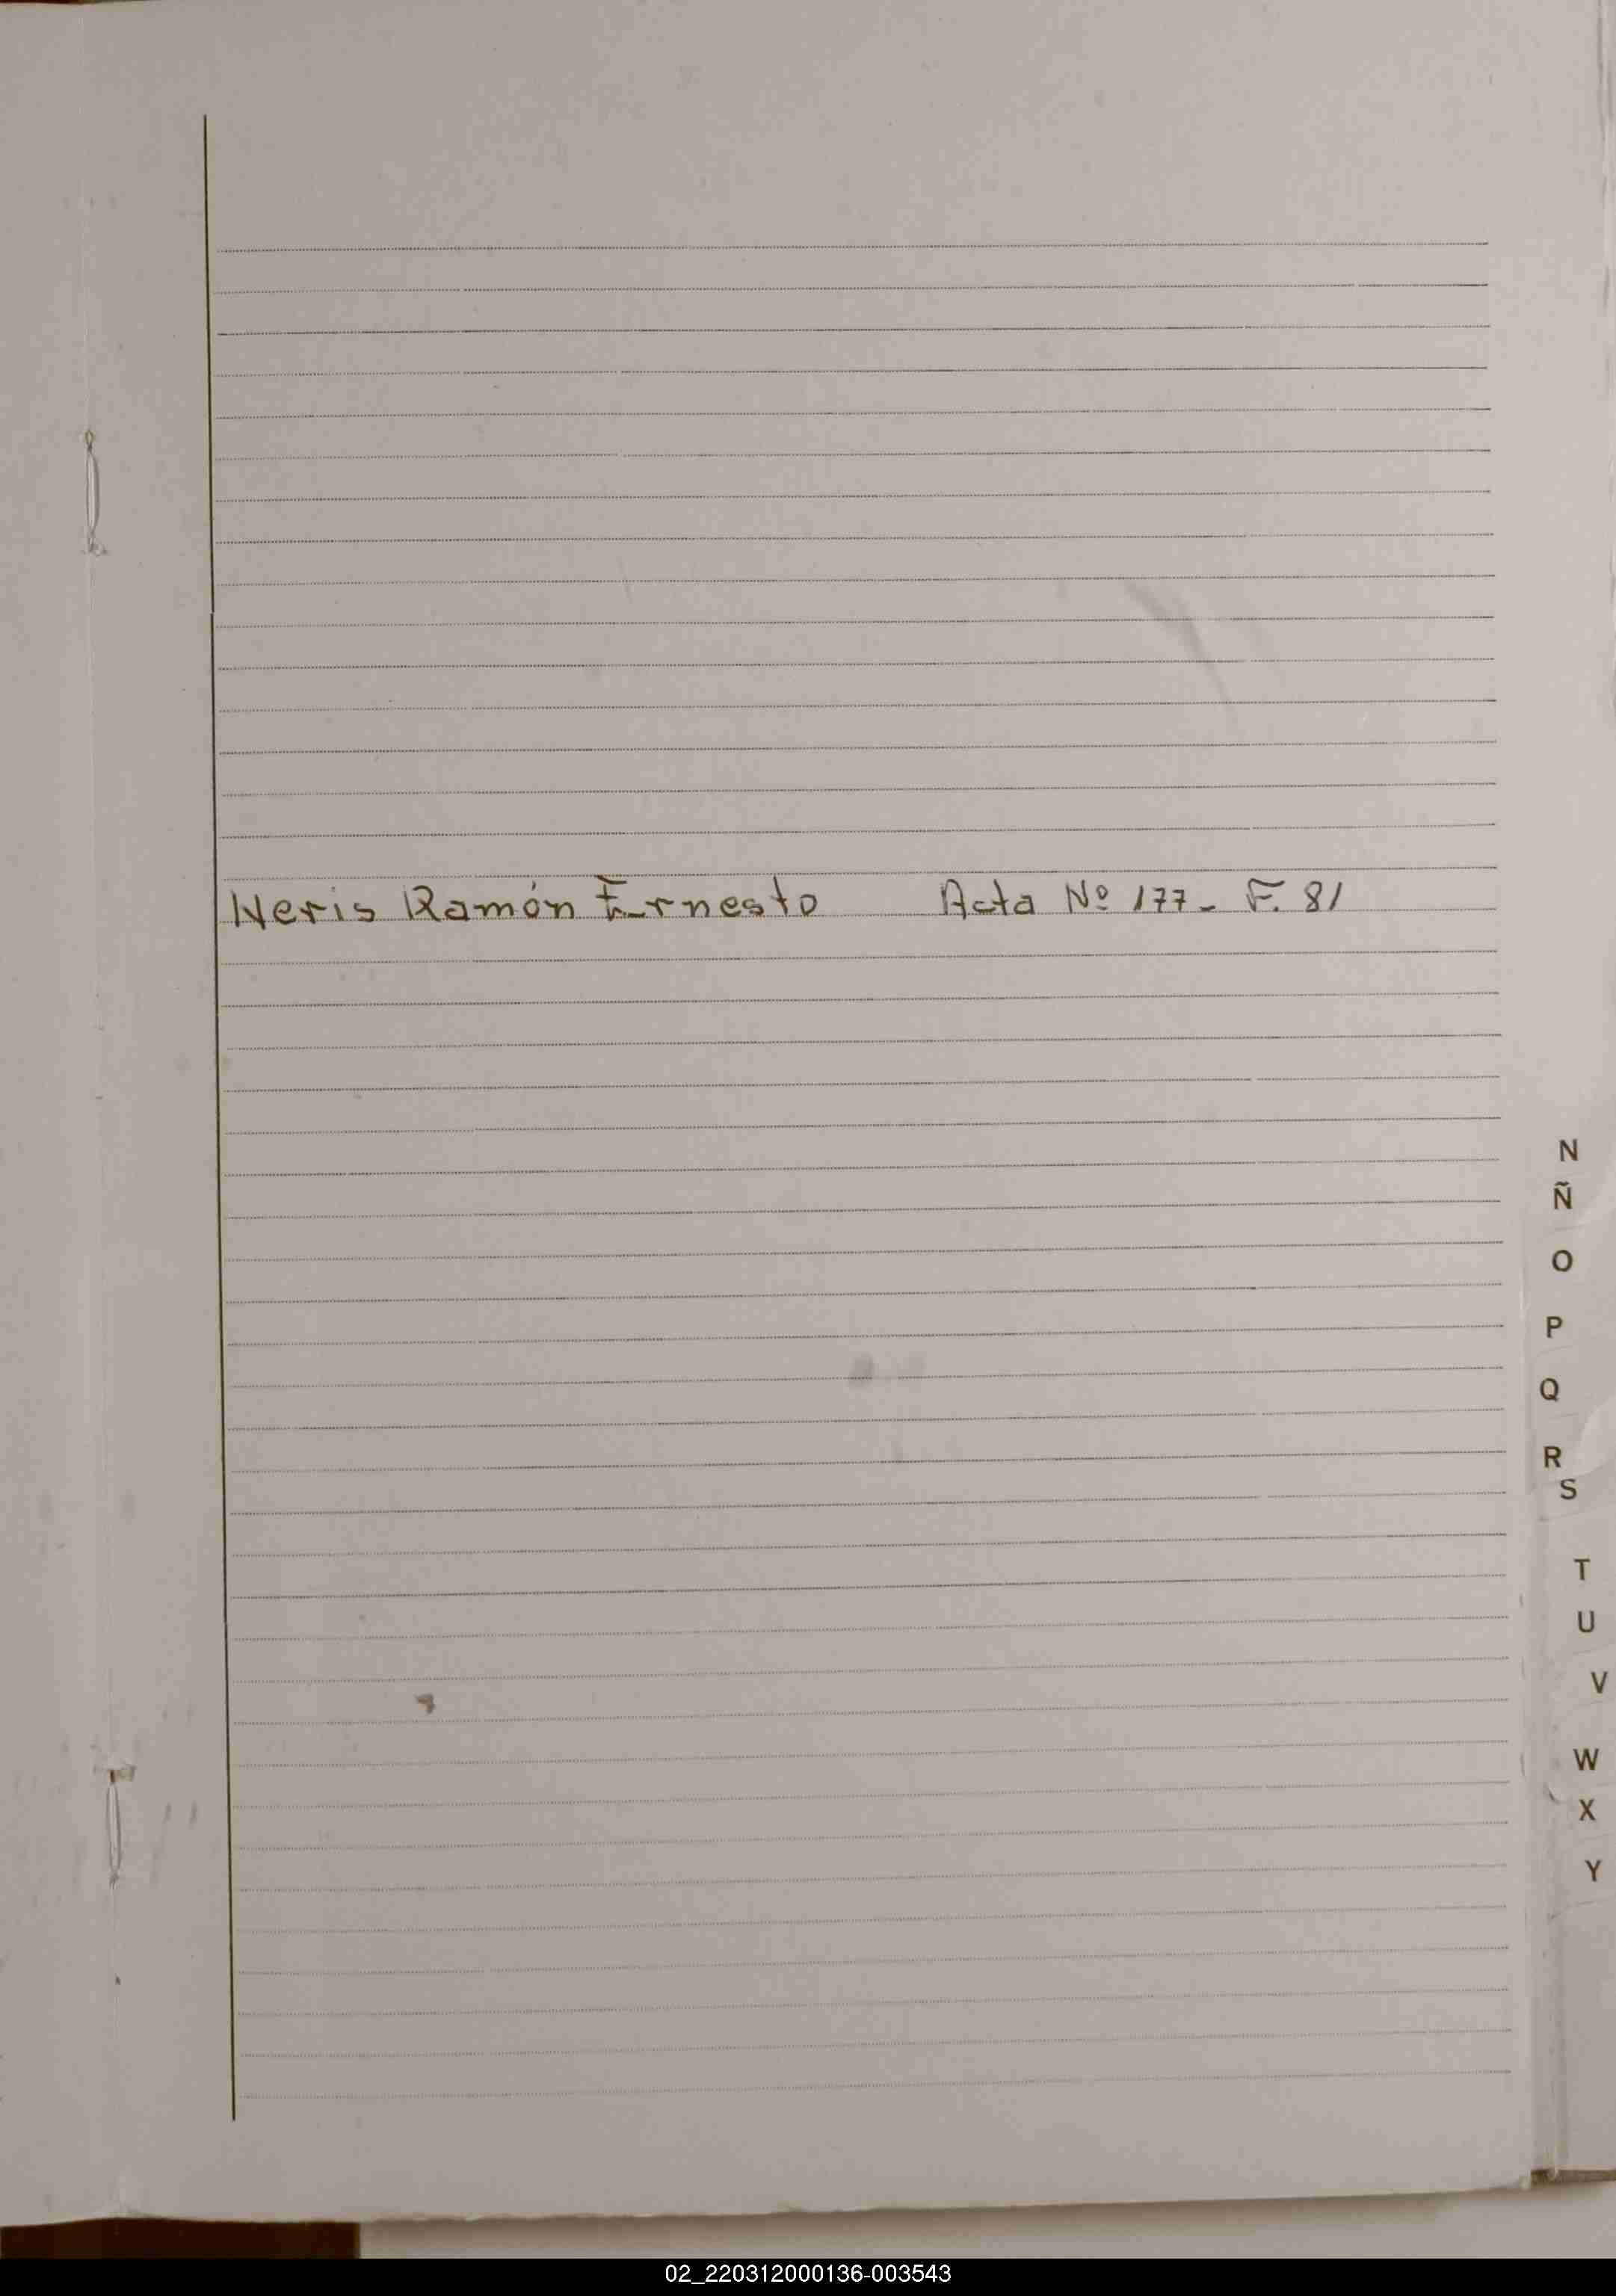 Neris Ramón Ernesto Acta Nº 177- F. 81
N
Ñ
O
P
Q
R
S
T
U
V
W
X
Y
02_220312000136-003543